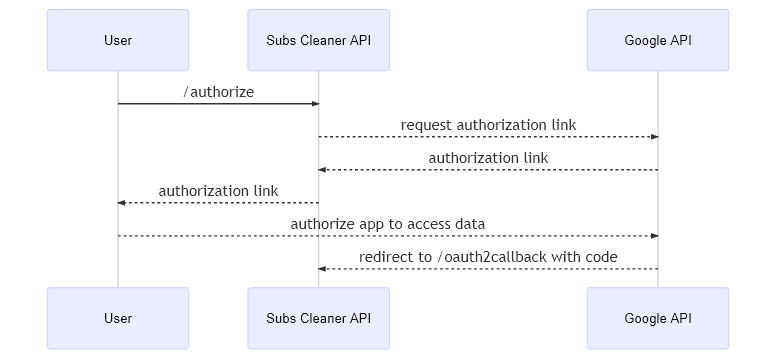 User
Subs Cleaner API
Google API
/authorize
request authorization link
authorization link
authorization link
authorize app to access data
redirect to /oauth2callback with code
User
Subs Cleaner API
Google API